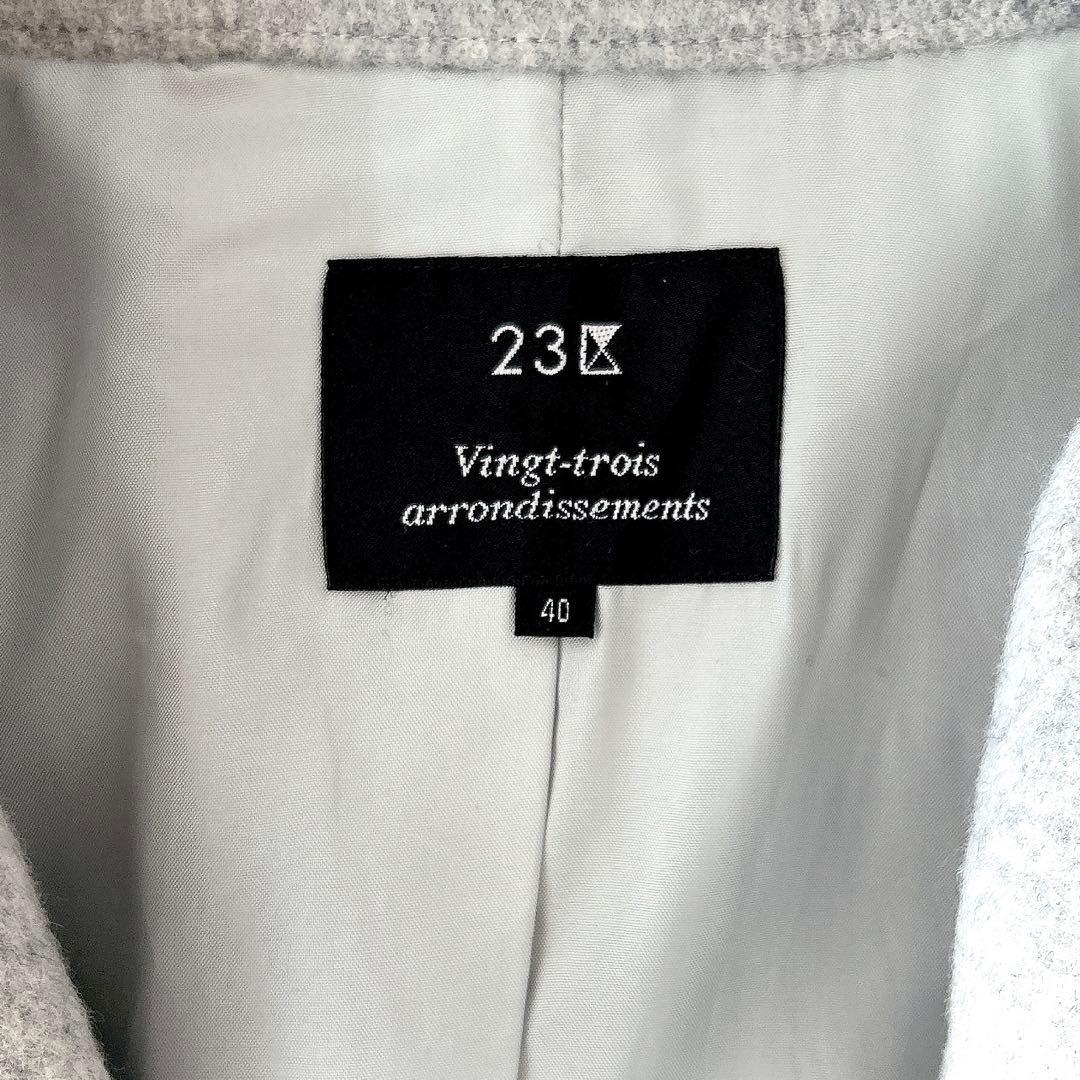 23区
Vingt-trois
arrondissements
40